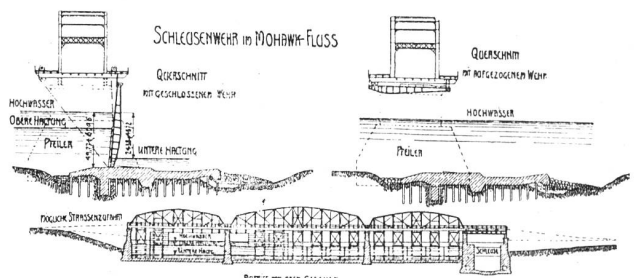 SCHLEUSENWEHR IM MOHAWK-FLUSS
QUERSCHNITT
MIT GESCHLOSSENEM WEHR.
HOCHWASSER
OBERE HALTUNG
PFEILER
UNTERE HALTUNG
QUERSCHNITT
MIT AUFGEZOGENEM WEHR.
HOCHWASSER
PFEILER
MÖGLICHE STRASSENZUFAHRT
SCHLEUSE